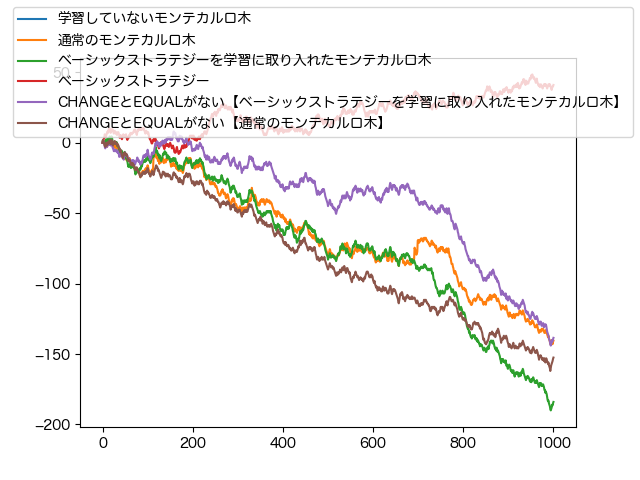 学習していないモンテカルロ木
通常のモンテカルロ木
ベーシックストラテジーを学習に取り入れたモンテカルロ木
ベーシックストラテジー
CHANGEとEQUALがない【ベーシックストラテジーを学習に取り入れたモンテカルロ木】
CHANGEとEQUALがない【通常のモンテカルロ木】
50
0
−50
−100
−150
−200
0 200 400 600 800 1000